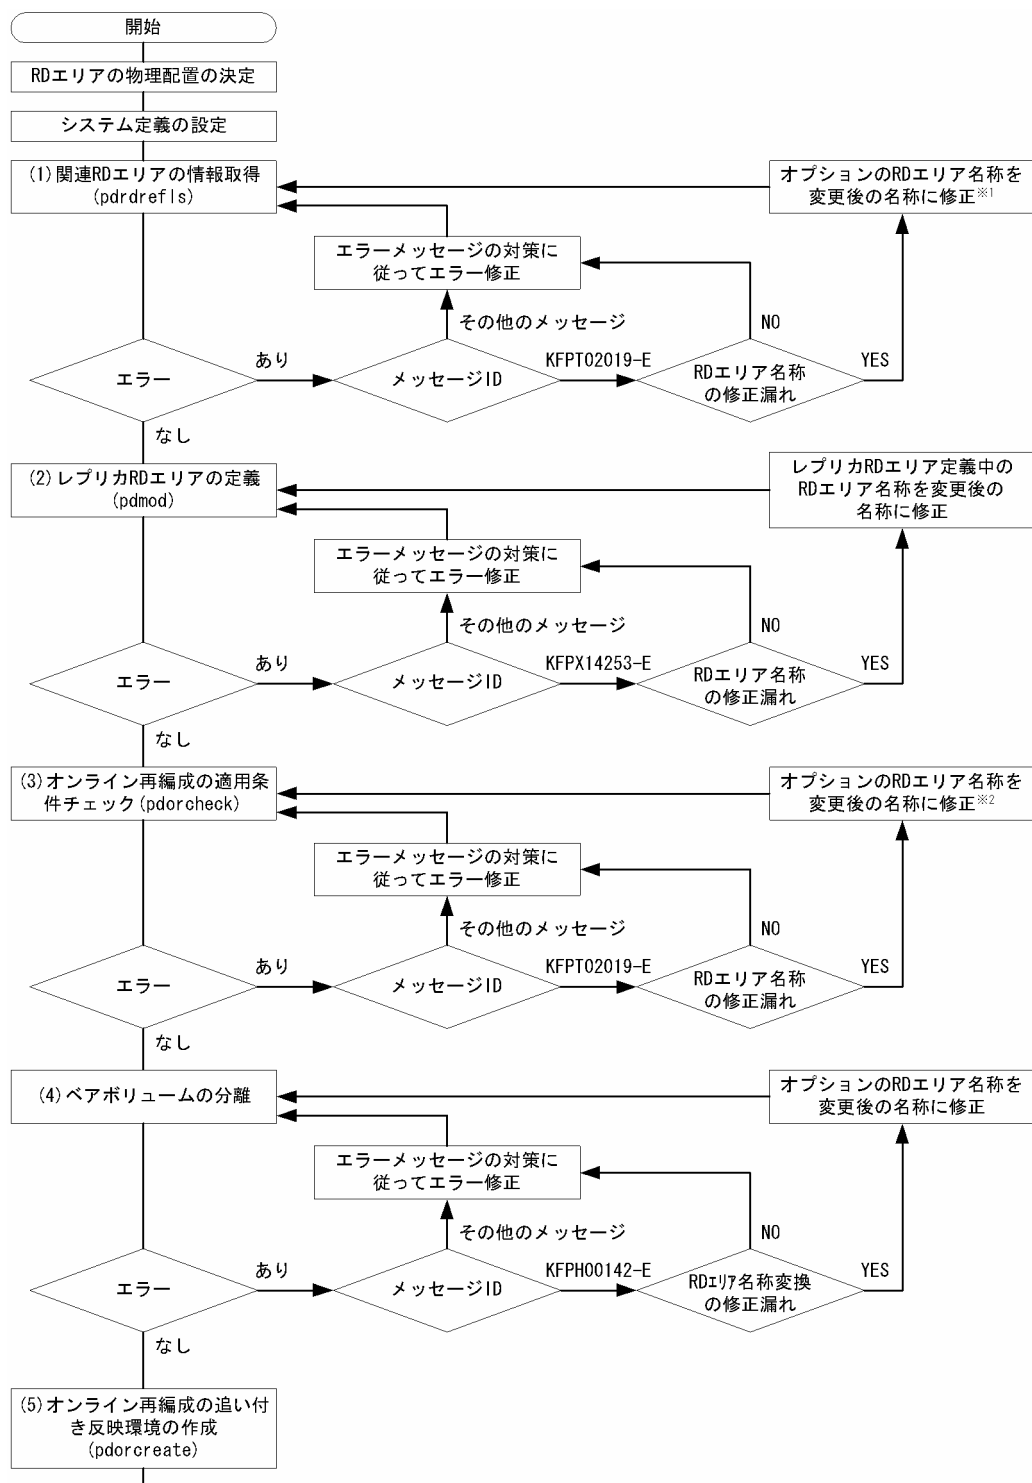 開始
RDエリアの物理配置の決定
システム定義の設定
(1)関連RDエリアの情報取得
(pdrdrefls)
オプションのRDエリア名称を
変更後の名称に修正※1
エラーメッセージの対策に
従ってエラー修正
その他のメッセージ
NO
エラー
あり
メッセージID
KFPT02019-E
RDエリア名称
の修正漏れ
YES
なし
(2)レプリカRDエリアの定義
(pdmod)
レプリカRDエリア定義中の
RDエリア名称を変更後の
名称に修正
エラーメッセージの対策に
従ってエラー修正
その他のメッセージ
NO
エラー
あり
メッセージID
KFPX14253-E
RDエリア名称
の修正漏れ
YES
なし
(3)オンライン再編成の適用条
件チェック(pdorcheck)
オプションのRDエリア名称を
変更後の名称に修正※2
エラーメッセージの対策に
従ってエラー修正
その他のメッセージ
NO
エラー
あり
メッセージID
KFPT02019-E
RDエリア名称
の修正漏れ
YES
なし
(4)ペアボリュームの分離
オプションのRDエリア名称を
変更後の名称に修正
エラーメッセージの対策に
従ってエラー修正
その他のメッセージ
NO
エラー
あり
メッセージID
KFPH00142-E
RDエリア名称変換
の修正漏れ
YES
なし
(5)オンライン再編成の追い付
き反映環境の作成
(pdorcreate)